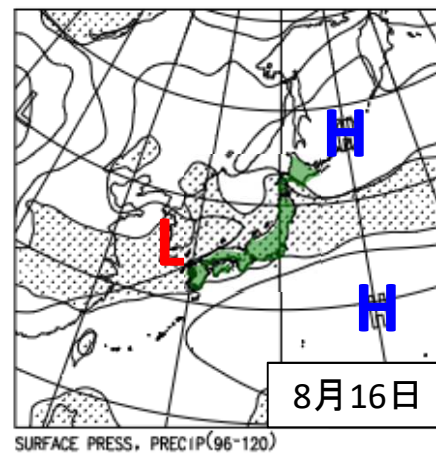 H
L
H
8月16日
SURFACE PRESS, PRECIP(96-120)